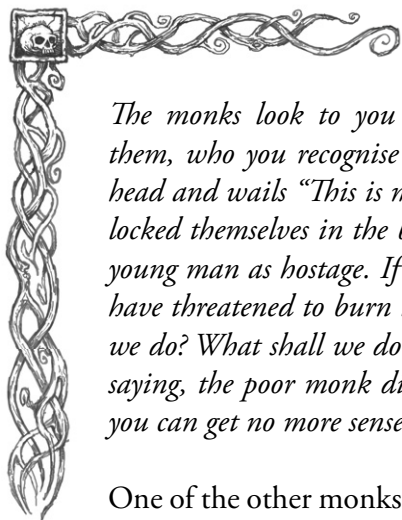 The monks look to you
them, who you recognise
head and wails “This is
locked themselves in the
young man as hostage. If
have threatened to burn
we do? What shall we do
saying, the poor monk
you can get no more sense
One of the other monks